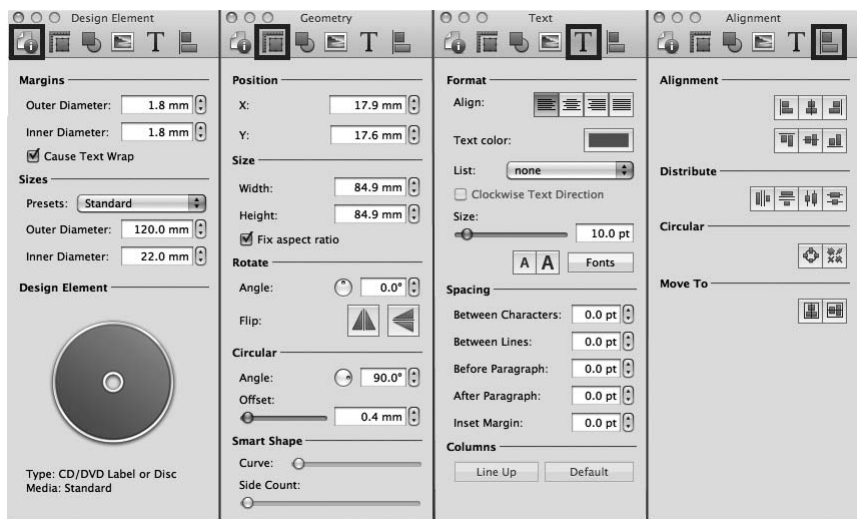 Design Element
Margins
Outer Diameter: 1.8 mm
Inner Diameter: 1.8 mm
Cause Text Wrap
Sizes
Presets: Standard
Outer Diameter: 120.0 mm
Inner Diameter: 22.0 mm
Design Element
Type: CD/DVD Label or Disc
Media: Standard
Geometry
Position
X: 17.9 mm
Y: 17.6 mm
Size
Width: 84.9 mm
Height: 84.9 mm
Fix aspect ratio
Rotate
Angle: 0.0°
Flip:
Circular
Angle: 90.0°
Offset:
0.4 mm
Smart Shape
Curve:
Side Count:
Text
T
Format
Align:
Text color:
List: none
Clockwise Text Direction
Size:
10.0 pt
A A Fonts
Spacing
Between Characters: 0.0 pt
Between Lines: 0.0 pt
Before Paragraph: 0.0 pt
After Paragraph: 0.0 pt
Inset Margin: 0.0 pt
Columns
Line Up Default
Alignment
Alignment
Distribute
Circular
Move To